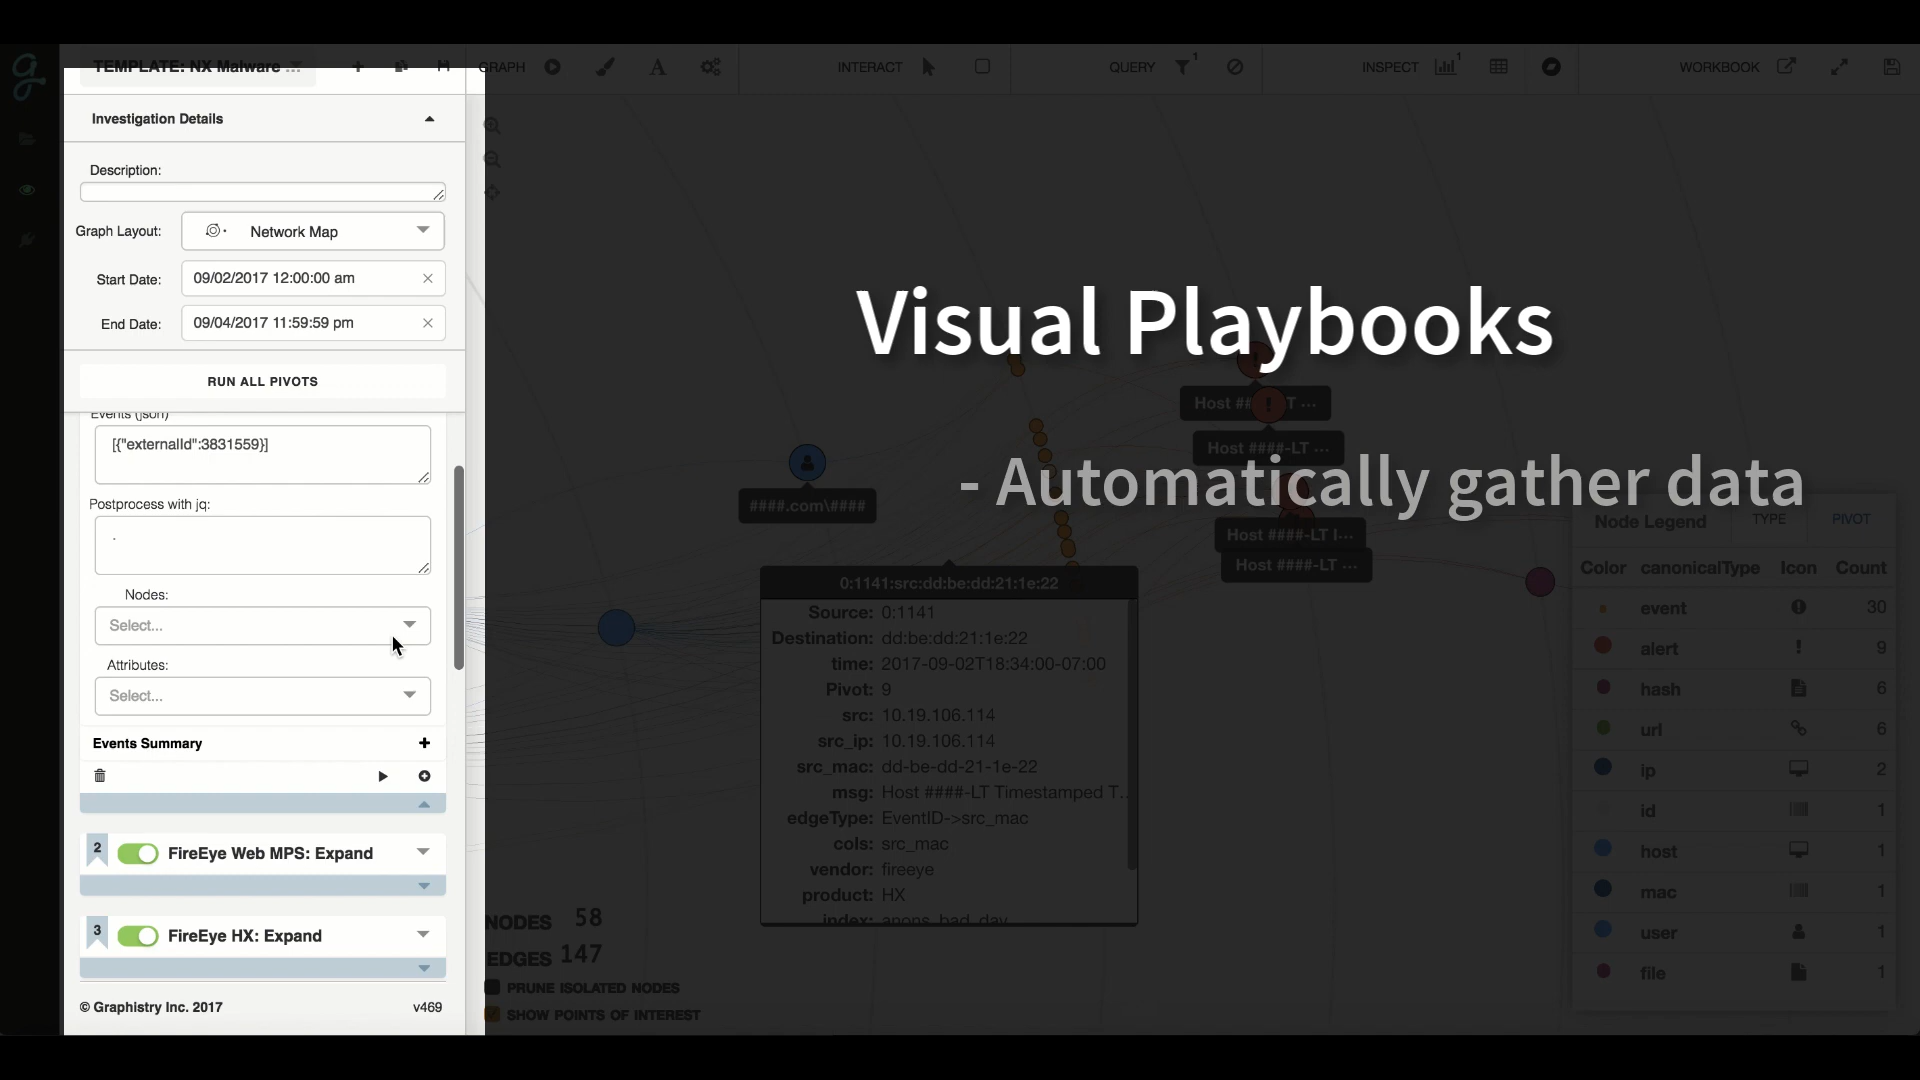 TEMPLATE: NX Malware ...
GRAPH
INTERACT
QUERY
1
INSPECT
1
WORKBOOK
Investigation Details
Description:
Graph Layout:
Network Map
Start Date:
09/02/2017 12:00:00 am
End Date:
09/04/2017 11:59:59 pm
RUN ALL PIVOTS
Events (json)
[{"externalId":3831559}]
Postprocess with jq:
.
Nodes:
Select...
Attributes:
Select...
Events Summary
2
FireEye Web MPS: Expand
3
FireEye HX: Expand
© Graphistry Inc. 2017
v469
Visual Playbooks
- Automatically gather data
####.com\####
Host ## T ...
Host ####-LT ...
Host ####-LT I...
Host ####-LT ...
0:1141:src:dd:be:dd:21:1e:22
Source: 0:1141
Destination: dd:be:dd:21:1e:22
time: 2017-09-02T18:34:00-07:00
Pivot: 9
src: 10.19.106.114
src_ip: 10.19.106.114
src_mac: dd-be-dd-21-1e-22
msg: Host ####-LT Timestamped T...
edgeType: EventID->src_mac
cols: src_mac
vendor: fireeye
product: HX
index: anons_bad_day
NODES 58
EDGES 147
PRUNE ISOLATED NODES
SHOW POINTS OF INTEREST
Node Legend TYPE PIVOT
Color canonicalType Icon Count
event 30
alert 9
hash 6
url 6
ip 2
id 1
host 1
mac 1
user 1
file 1